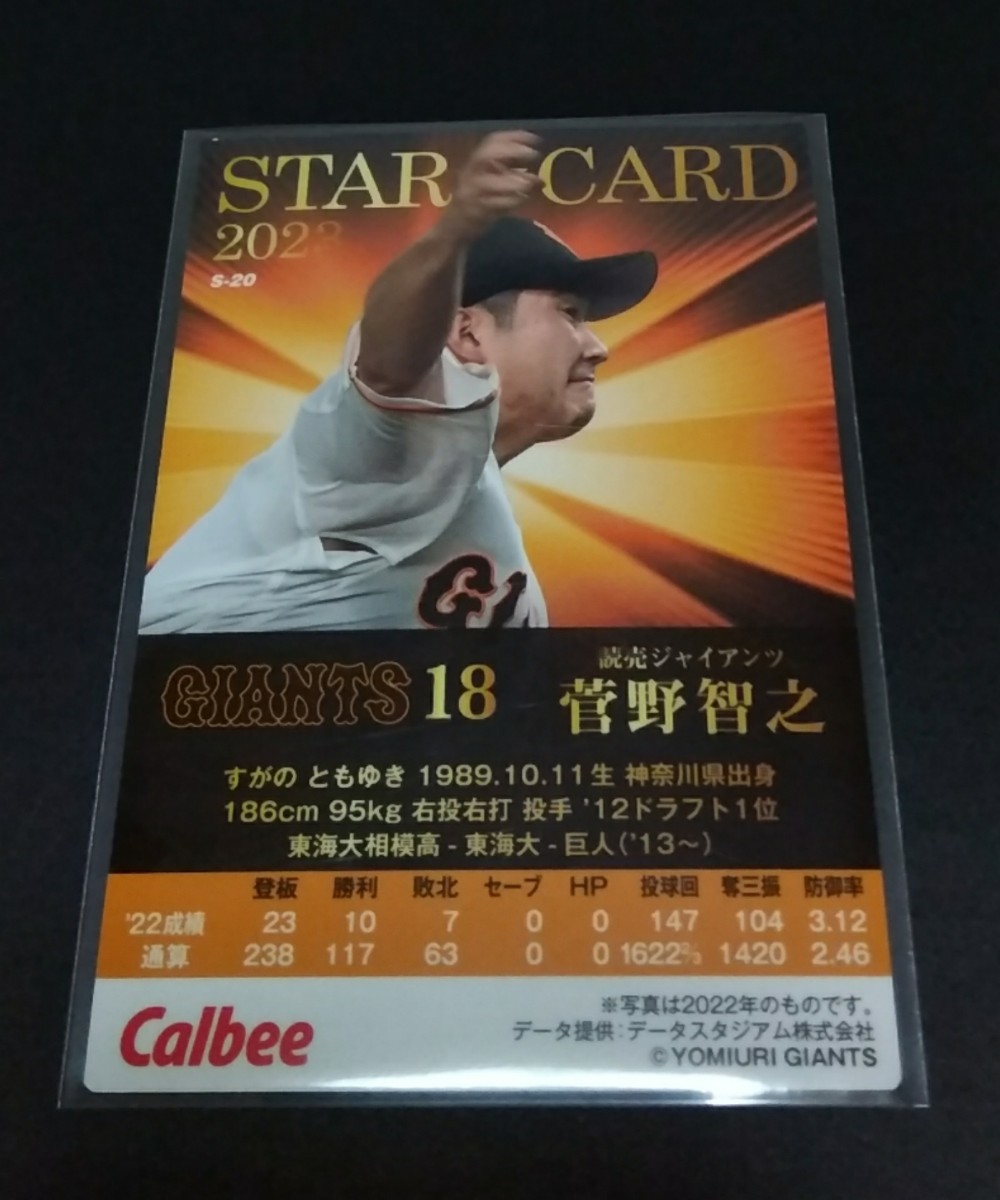 STAR CARD
2023
S-20
GIANTS 18
読売ジャイアンツ
菅野智之
すがの ともゆき 1989.10.11生 神奈川県出身
186cm 95kg 右投右打 投手 '12ドラフト1位
東海大相模高 - 東海大 - 巨人('13~)
登板 勝利 敗北 セーブ HP 投球回 奪三振 防御率
'22成績 23 10 7 0 0 147 104 3.12
通算 238 117 63 0 0 1622⅔ 1420 2.46
Calbee
※写真は2022年のものです。
データ提供:データスタジアム株式会社
©YOMIURI GIANTS